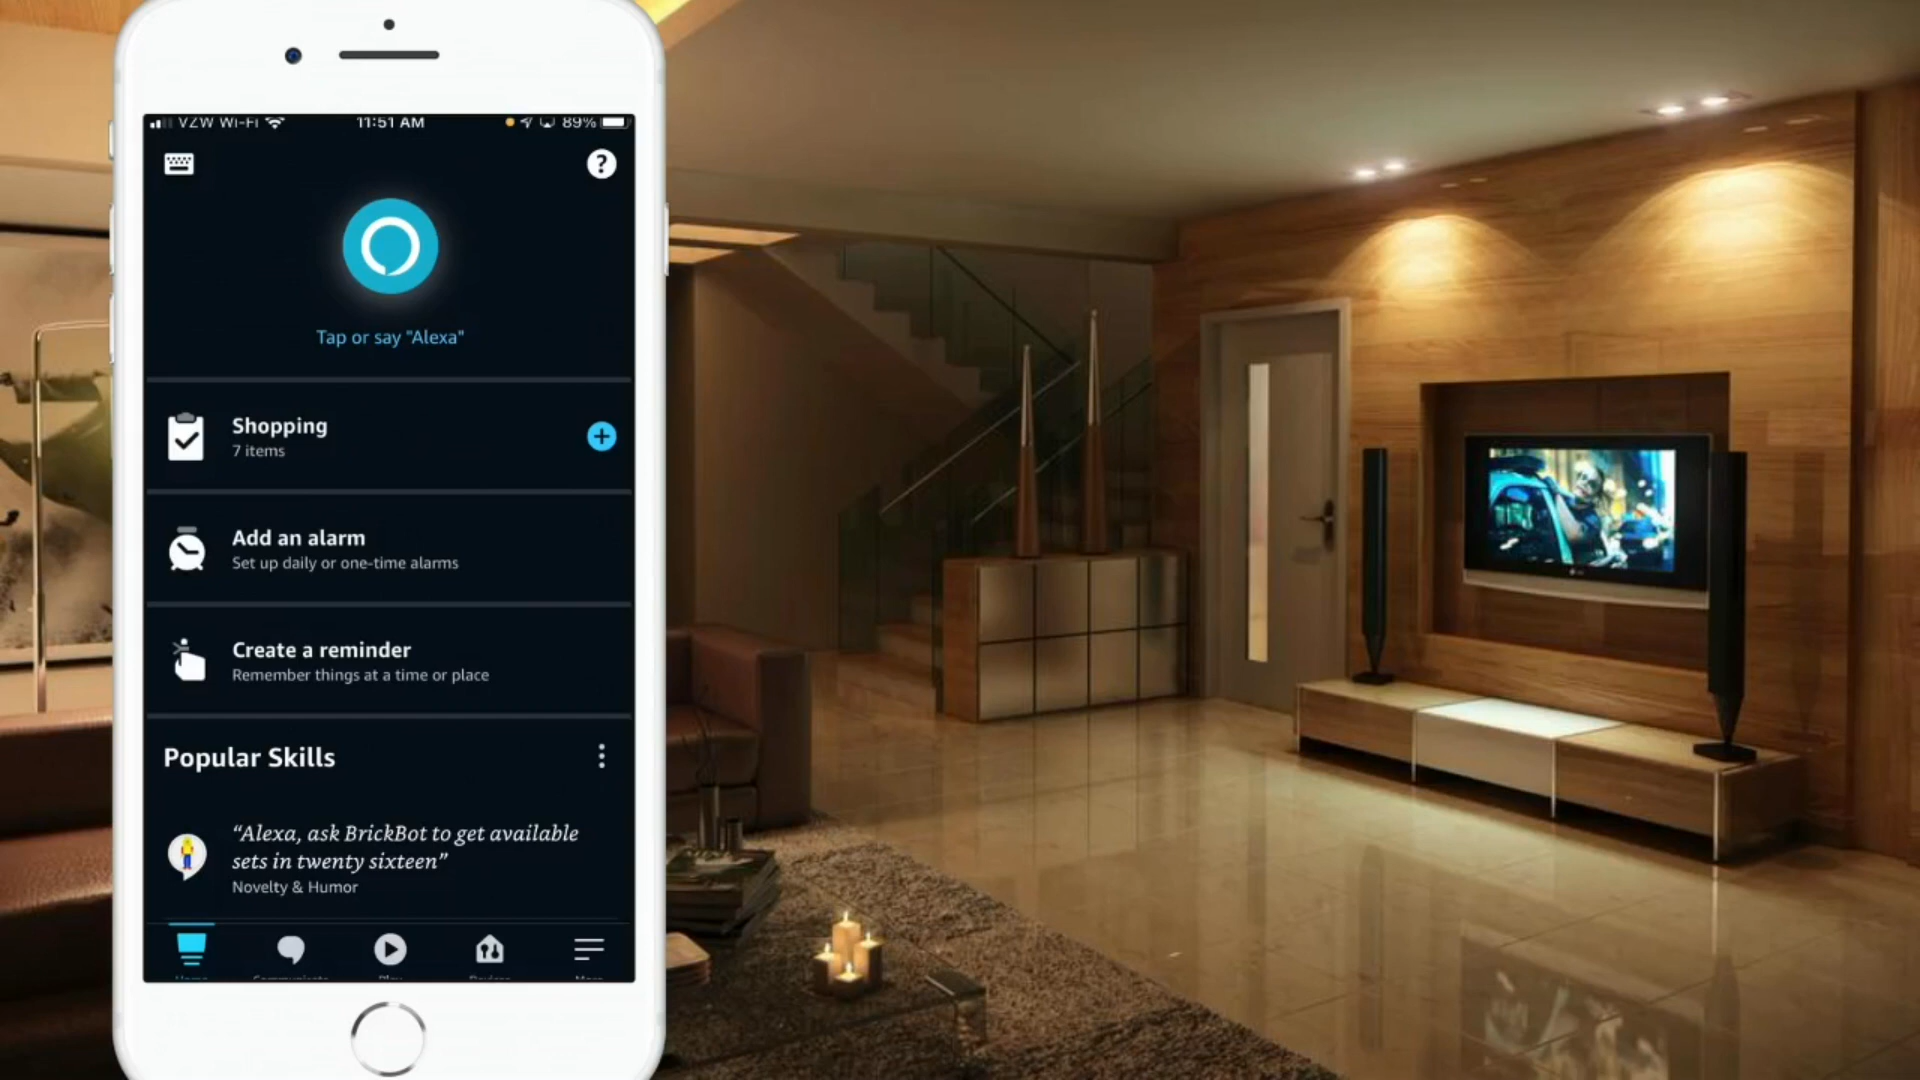 VZW Wi-Fi 11:51 AM 89%
?
Tap or say "Alexa"
Shopping
7 items
Add an alarm
Set up daily or one-time alarms
Create a reminder
Remember things at a time or place
Popular Skills
“Alexa, ask BrickBot to get available
sets in twenty sixteen”
Novelty & Humor